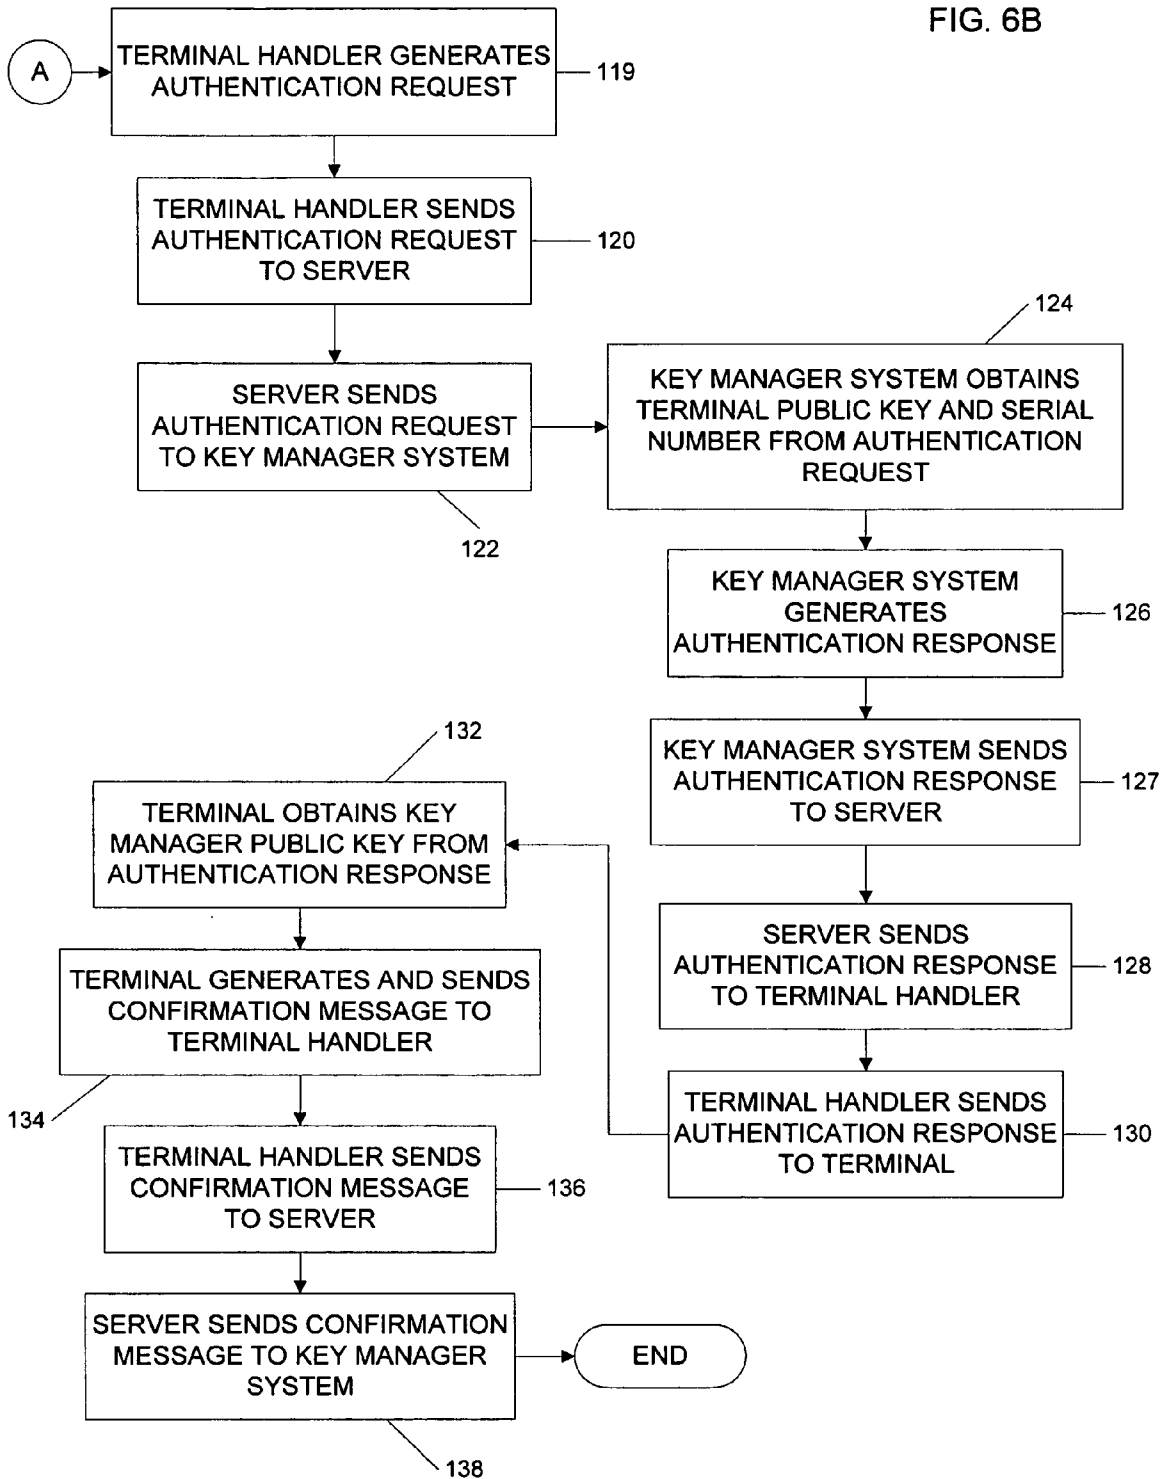 FIG. 6B
A
TERMINAL HANDLER GENERATES
AUTHENTICATION REQUEST
119
TERMINAL HANDLER SENDS
AUTHENTICATION REQUEST
TO SERVER
120
SERVER SENDS
AUTHENTICATION REQUEST
TO KEY MANAGER SYSTEM
122
124
KEY MANAGER SYSTEM OBTAINS
TERMINAL PUBLIC KEY AND SERIAL
NUMBER FROM AUTHENTICATION
REQUEST
KEY MANAGER SYSTEM
GENERATES
AUTHENTICATION RESPONSE
126
KEY MANAGER SYSTEM SENDS
AUTHENTICATION RESPONSE
TO SERVER
127
SERVER SENDS
AUTHENTICATION RESPONSE
TO TERMINAL HANDLER
128
TERMINAL HANDLER SENDS
AUTHENTICATION RESPONSE
TO TERMINAL
130
132
TERMINAL OBTAINS KEY
MANAGER PUBLIC KEY FROM
AUTHENTICATION RESPONSE
TERMINAL GENERATES AND SENDS
CONFIRMATION MESSAGE TO
TERMINAL HANDLER
134
TERMINAL HANDLER SENDS
CONFIRMATION MESSAGE
TO SERVER
136
SERVER SENDS CONFIRMATION
MESSAGE TO KEY MANAGER
SYSTEM
138
END